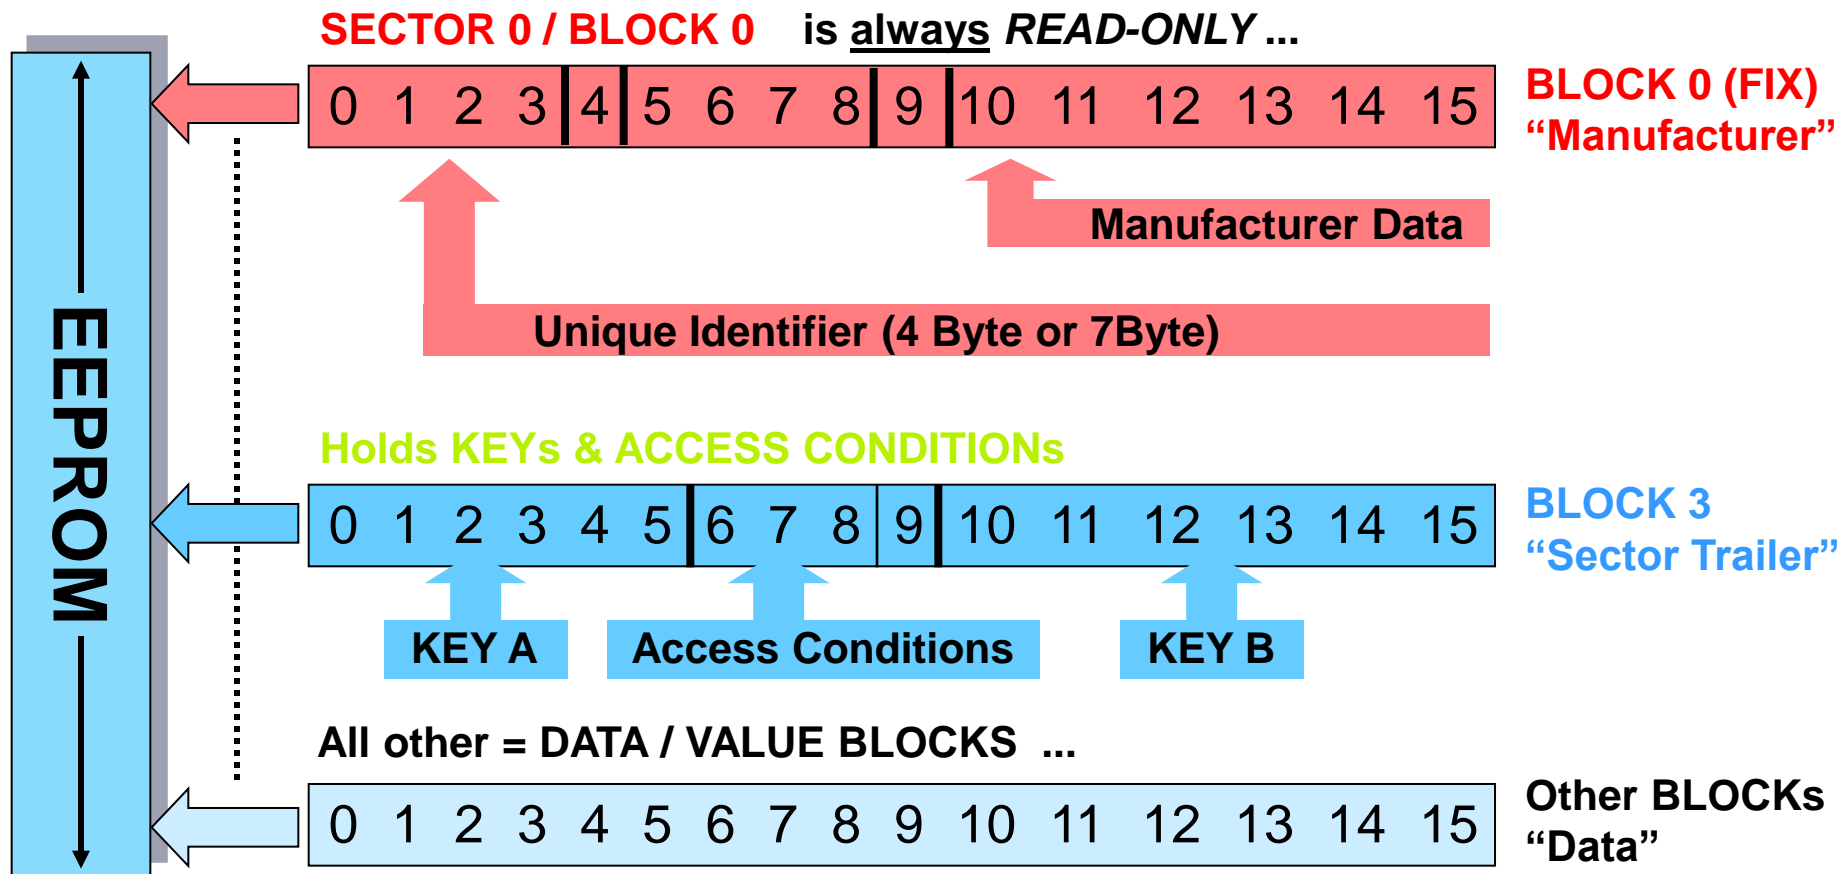 SECTOR 0 / BLOCK 0 is always READ-ONLY ...
0 1 2 3 4 5 6 7 8 9 10 11 12 13 14 15
BLOCK 0 (FIX)
“Manufacturer”
Manufacturer Data
Unique Identifier (4 Byte or 7Byte)
EEPROM
Holds KEYs & ACCESS CONDITIONs
0 1 2 3 4 5 6 7 8 9 10 11 12 13 14 15
BLOCK 3
“Sector Trailer”
KEY A Access Conditions KEY B
All other = DATA / VALUE BLOCKS ...
0 1 2 3 4 5 6 7 8 9 10 11 12 13 14 15
Other BLOCKs
“Data”